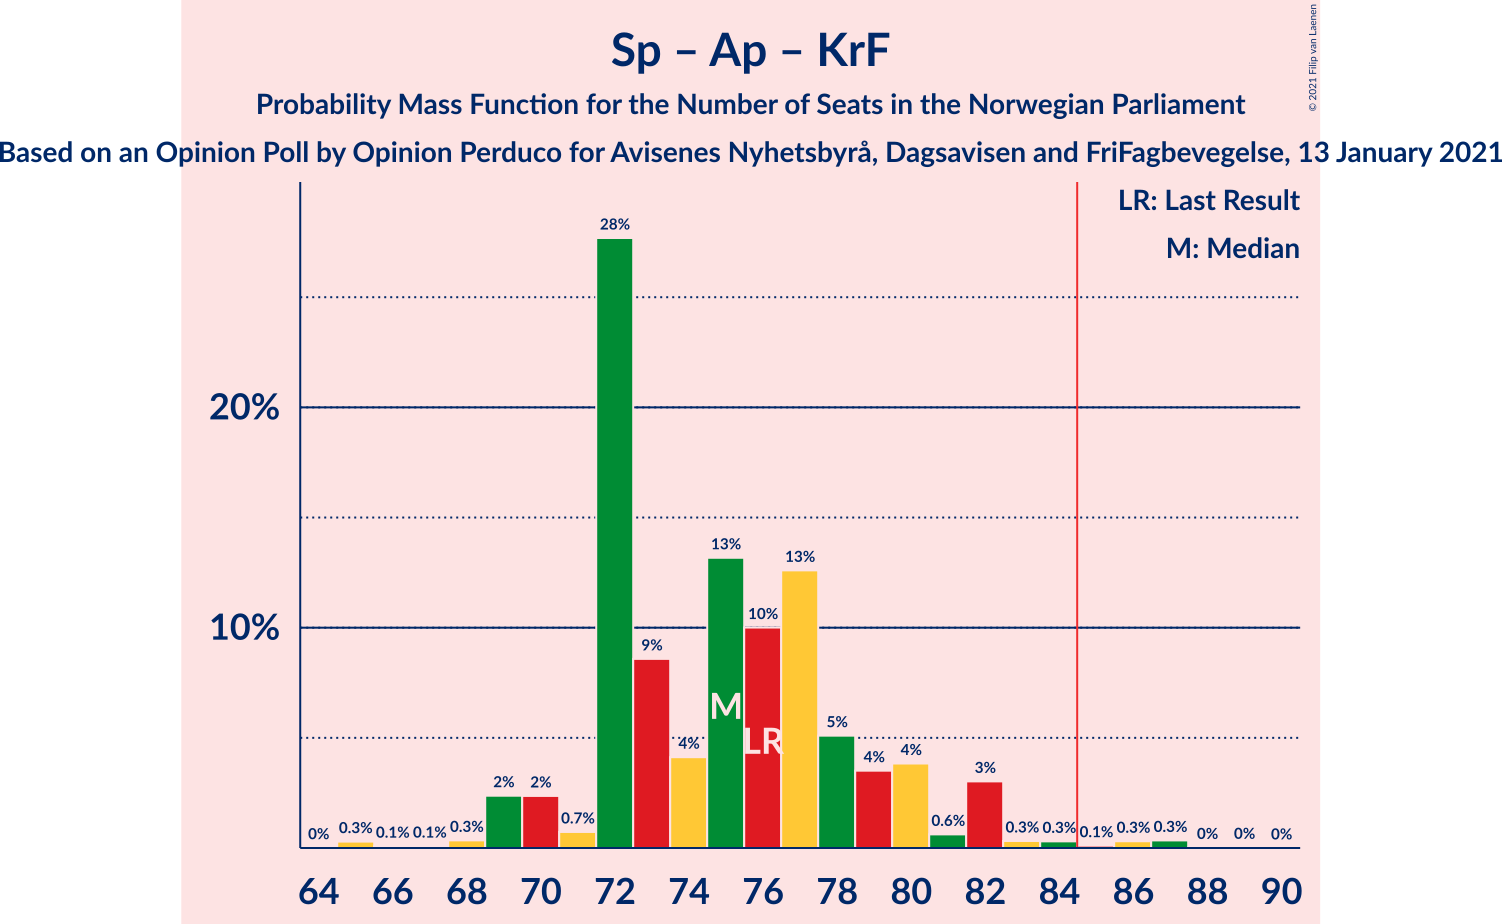 Sp – Ap – KrF
Probability Mass Function for the Number of Seats in the Norwegian Parliament
Based on an Opinion Poll by Opinion Perduco for Avisenes Nyhetsbyrå, Dagsavisen and FriFagbevegelse, 13 January 2021
© 2021 Filip van Laenen
LR: Last Result
M: Median
20%
10%
0% 0.3% 0.1% 0.1% 0.3% 2% 2% 0.7% 28% 9% 4% 13% 10% 13% 5% 4% 4% 0.6% 3% 0.3% 0.3% 0.1% 0.3% 0.3% 0% 0% 0%
M
LR
64 66 68 70 72 74 76 78 80 82 84 86 88 90